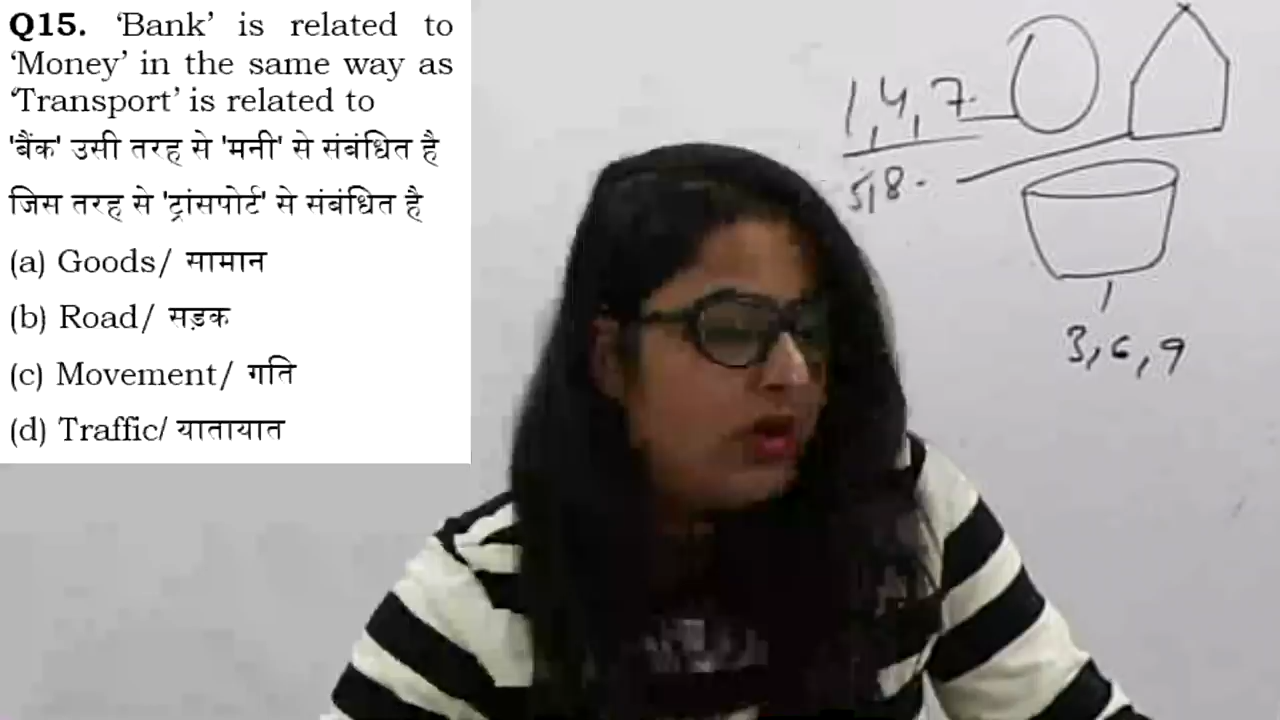 Q15. ‘Bank’ is related to
‘Money’ in the same way as
‘Transport’ is related to
'बैंक' उसी तरह से 'मनी' से संबंधित है
जिस तरह से 'ट्रांसपोर्ट' से संबंधित है
(a) Goods/ सामान
(b) Road/ सड़क
(c) Movement/ गति
(d) Traffic/ यातायात
1,4,7
5,8
3,6,9